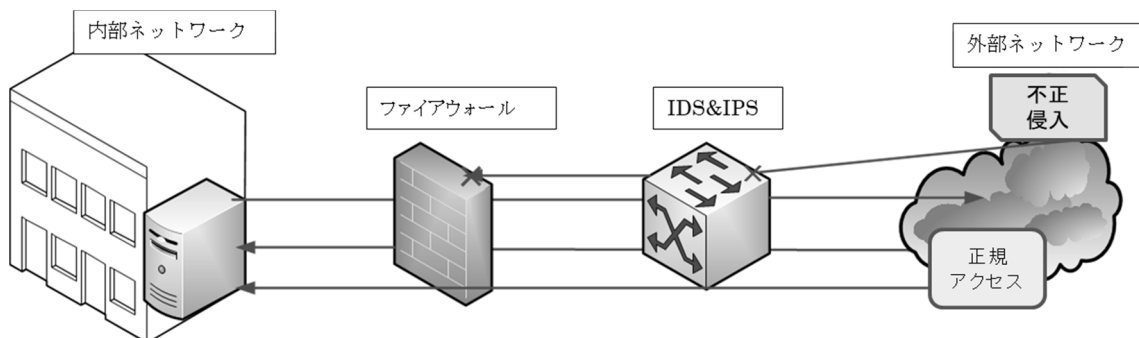 内部ネットワーク
外部ネットワーク
ファイアウォール
IDS&IPS
不正
侵入
正規
アクセス